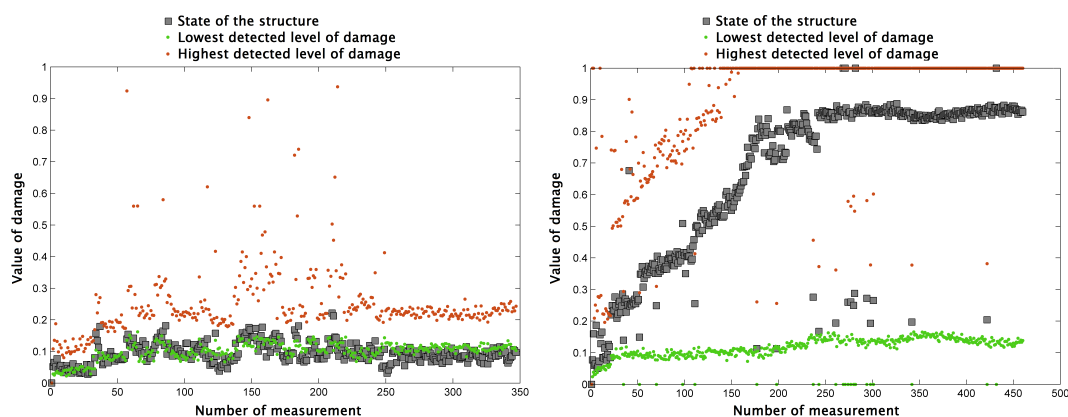 State of the structure
Lowest detected level of damage
Highest detected level of damage
1
0.9
0.8
0.7
0.6
0.5
0.4
0.3
0.2
0.1
0
Value of damage
0 50 100 150 200 250 300 350
Number of measurement
State of the structure
Lowest detected level of damage
Highest detected level of damage
1
0.9
0.8
0.7
0.6
0.5
0.4
0.3
0.2
0.1
0
Value of damage
0 50 100 150 200 250 300 350 400 450 500
Number of measurement